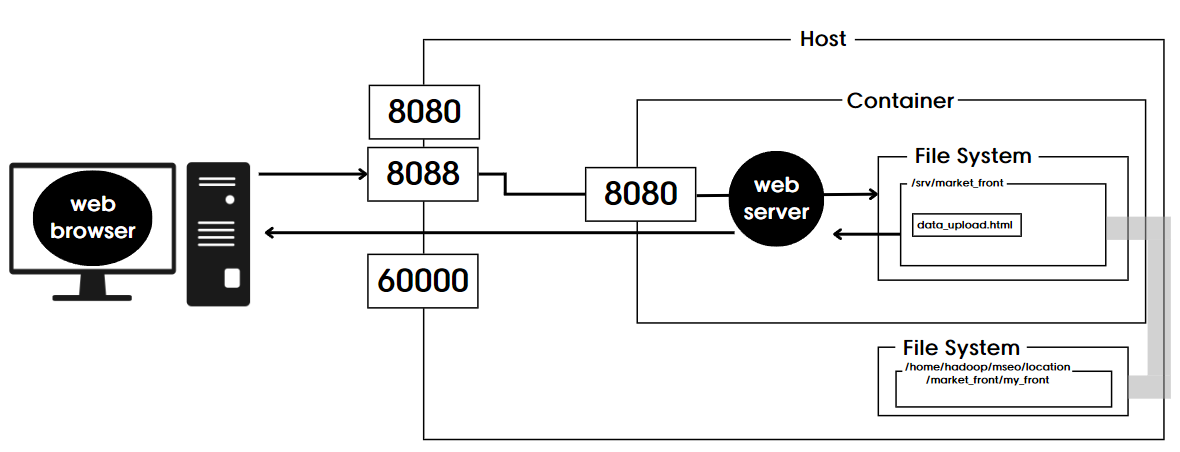 Host
8080
Container
8088
web
browser
8080
web
server
File System
/srv/market_front
data_upload.html
60000
File System
/home/hadoop/mseo/location
/market_front/my_front